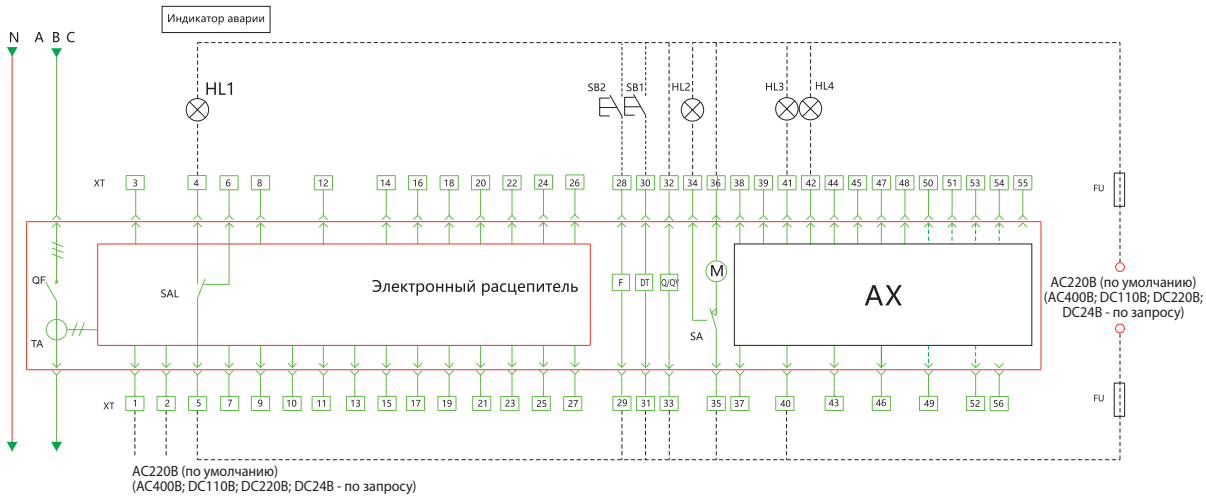 Индикатор аварии
N A B C
HL1
SB2 SB1 HL2 HL3 HL4
XT 3 4 6 8 12 14 16 18 20 22 24 26 28 30 32 34 36 38 39 41 42 44 45 47 48 50 51 53 54 55
FU
QF
SAL
Электронный расцепитель
F DT Q/QY
M
SA
AX
TA
AC220В (по умолчанию)
(AC400В; DC110В; DC220В;
DC24В - по запросу)
XT 1 2 5 7 9 10 11 13 15 17 19 21 23 25 27 29 31 33 35 37 40 43 46 49 52 56
FU
AC220В (по умолчанию)
(AC400В; DC110В; DC220В; DC24В - по запросу)